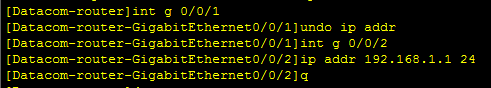 [Datacom-router]int g 0/0/1
[Datacom-router-GigabitEthernet0/0/1]undo ip addr
[Datacom-router-GigabitEthernet0/0/1]int g 0/0/2
[Datacom-router-GigabitEthernet0/0/2]ip addr 192.168.1.1 24
[Datacom-router-GigabitEthernet0/0/2]q